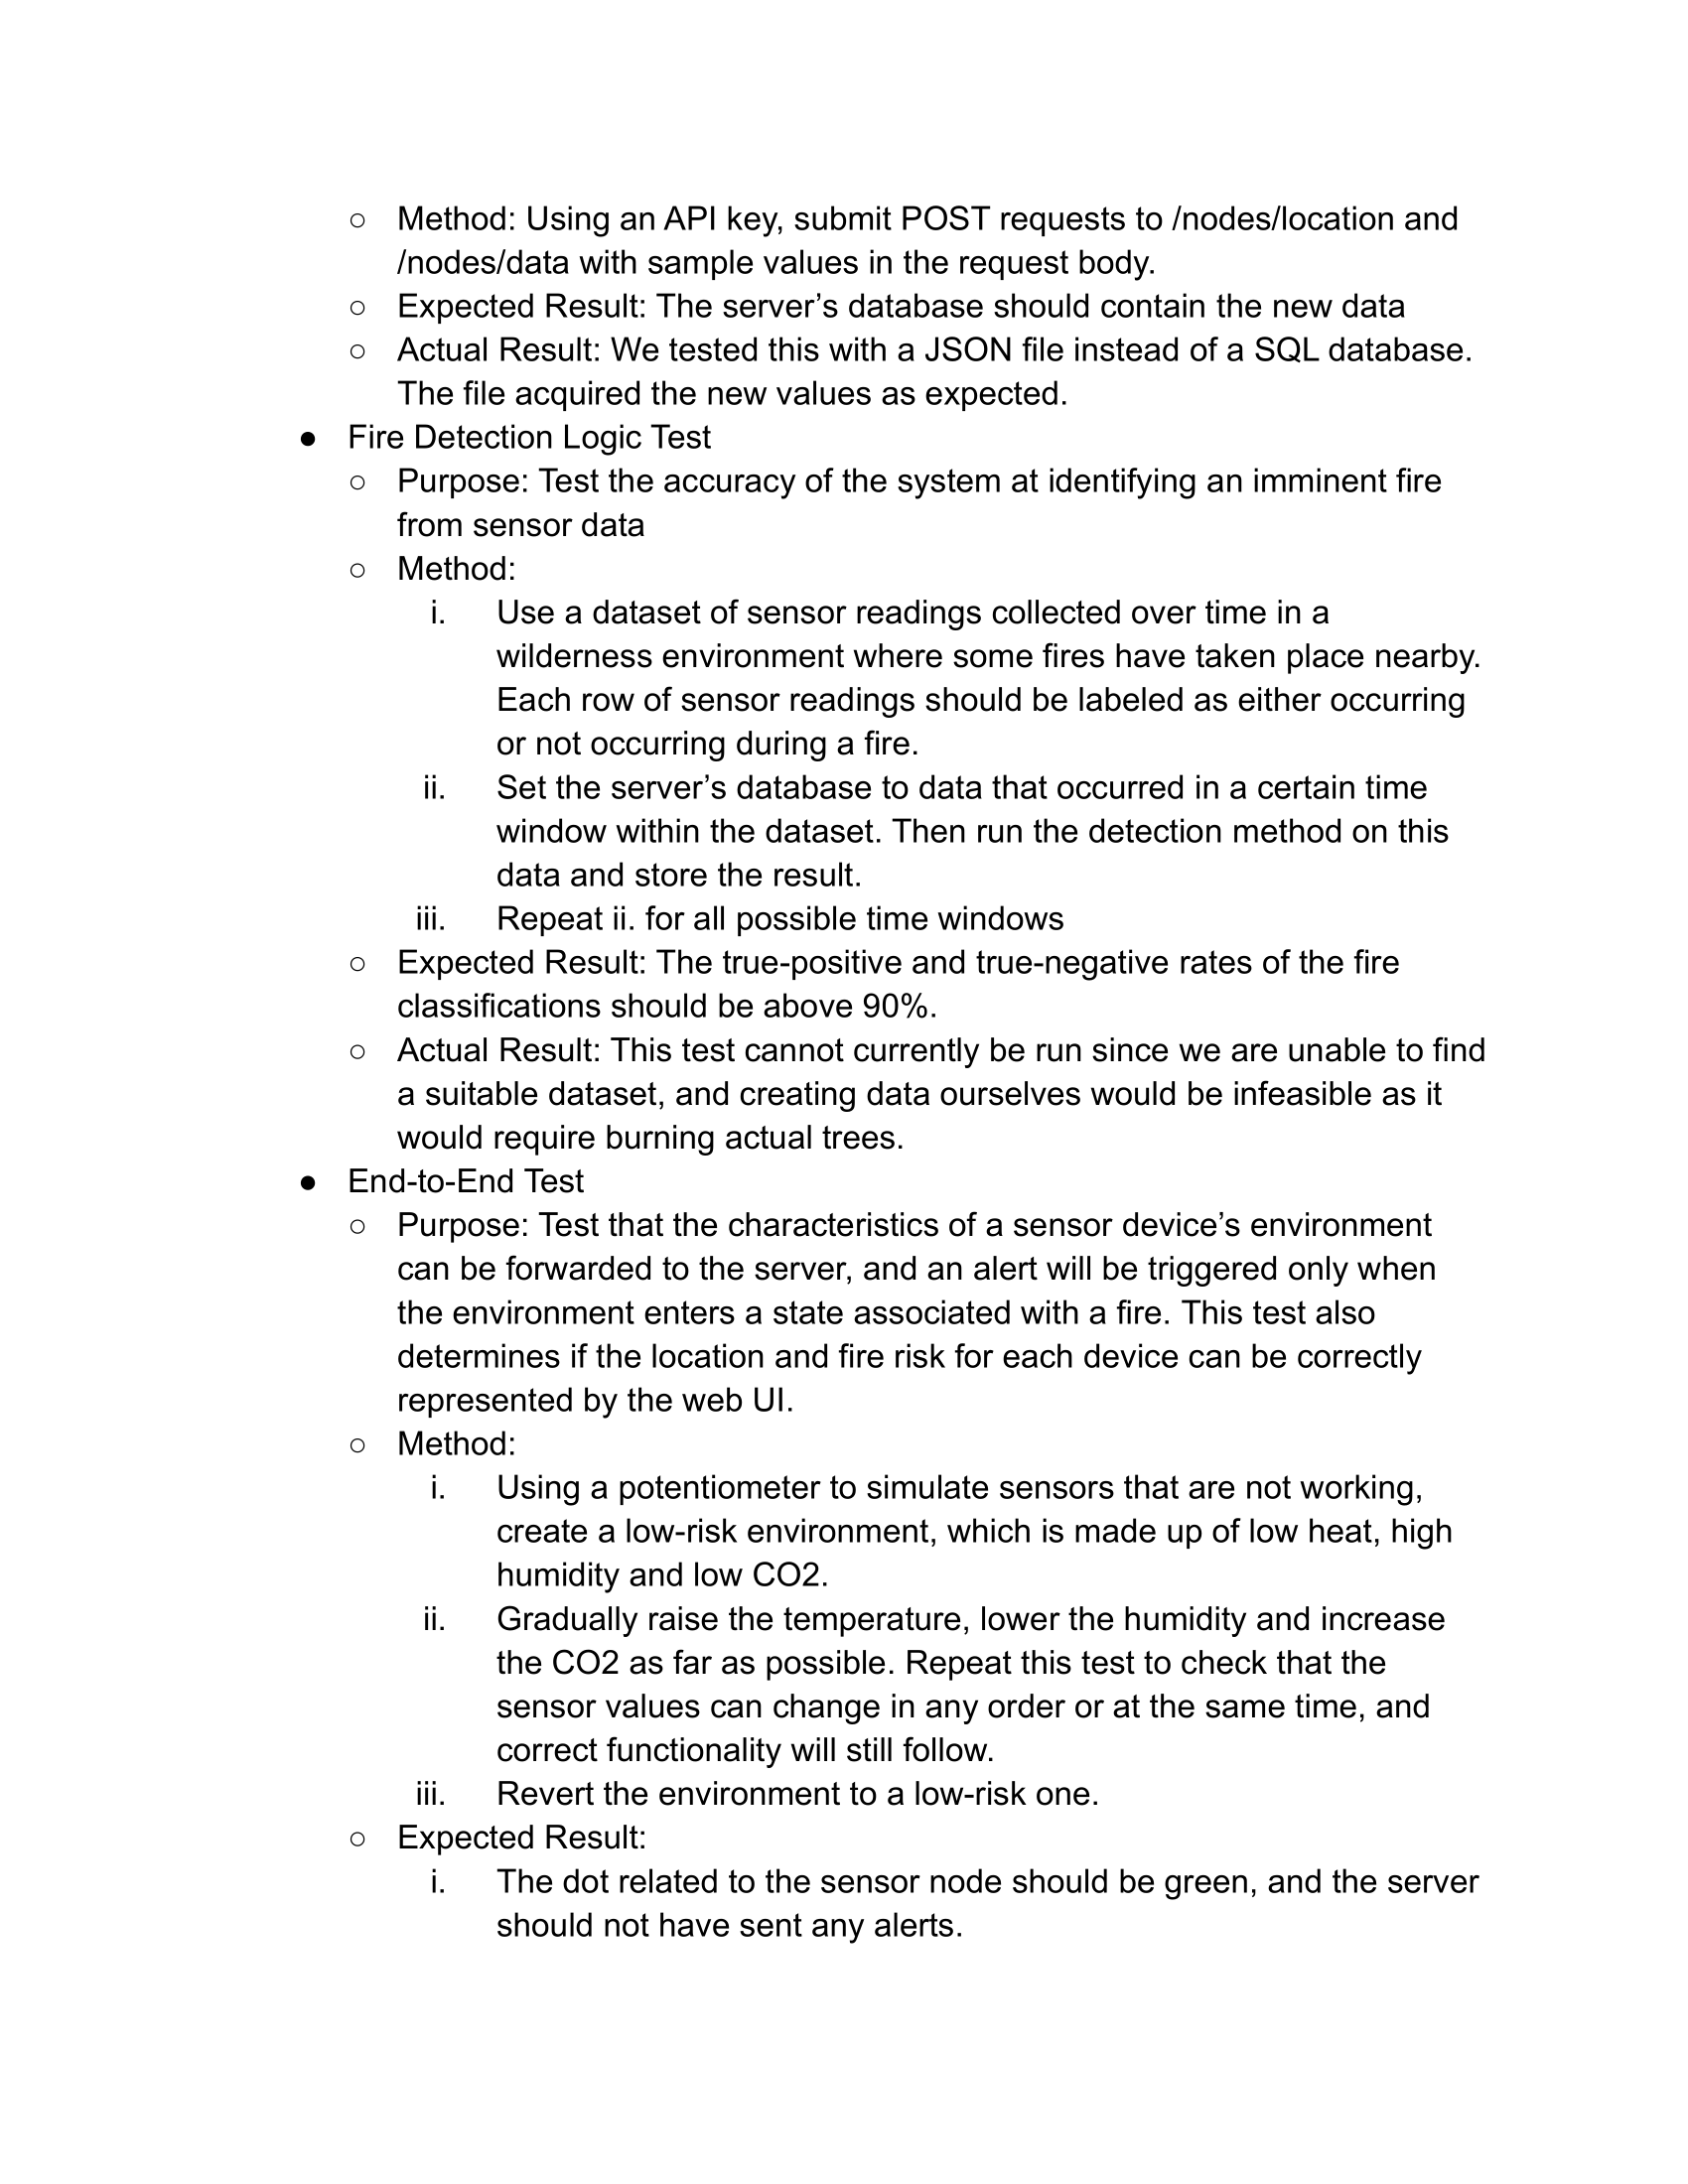 ○ Method: Using an API key, submit POST requests to /nodes/location and
/nodes/data with sample values in the request body.
○ Expected Result: The server’s database should contain the new data
○ Actual Result: We tested this with a JSON file instead of a SQL database.
The file acquired the new values as expected.
● Fire Detection Logic Test
○ Purpose: Test the accuracy of the system at identifying an imminent fire
from sensor data
○ Method:
i. Use a dataset of sensor readings collected over time in a
wilderness environment where some fires have taken place nearby.
Each row of sensor readings should be labeled as either occurring
or not occurring during a fire.
ii. Set the server’s database to data that occurred in a certain time
window within the dataset. Then run the detection method on this
data and store the result.
iii. Repeat ii. for all possible time windows
○ Expected Result: The true-positive and true-negative rates of the fire
classifications should be above 90%.
○ Actual Result: This test cannot currently be run since we are unable to find
a suitable dataset, and creating data ourselves would be infeasible as it
would require burning actual trees.
● End-to-End Test
○ Purpose: Test that the characteristics of a sensor device’s environment
can be forwarded to the server, and an alert will be triggered only when
the environment enters a state associated with a fire. This test also
determines if the location and fire risk for each device can be correctly
represented by the web UI.
○ Method:
i. Using a potentiometer to simulate sensors that are not working,
create a low-risk environment, which is made up of low heat, high
humidity and low CO2.
ii. Gradually raise the temperature, lower the humidity and increase
the CO2 as far as possible. Repeat this test to check that the
sensor values can change in any order or at the same time, and
correct functionality will still follow.
iii. Revert the environment to a low-risk one.
○ Expected Result:
i. The dot related to the sensor node should be green, and the server
should not have sent any alerts.